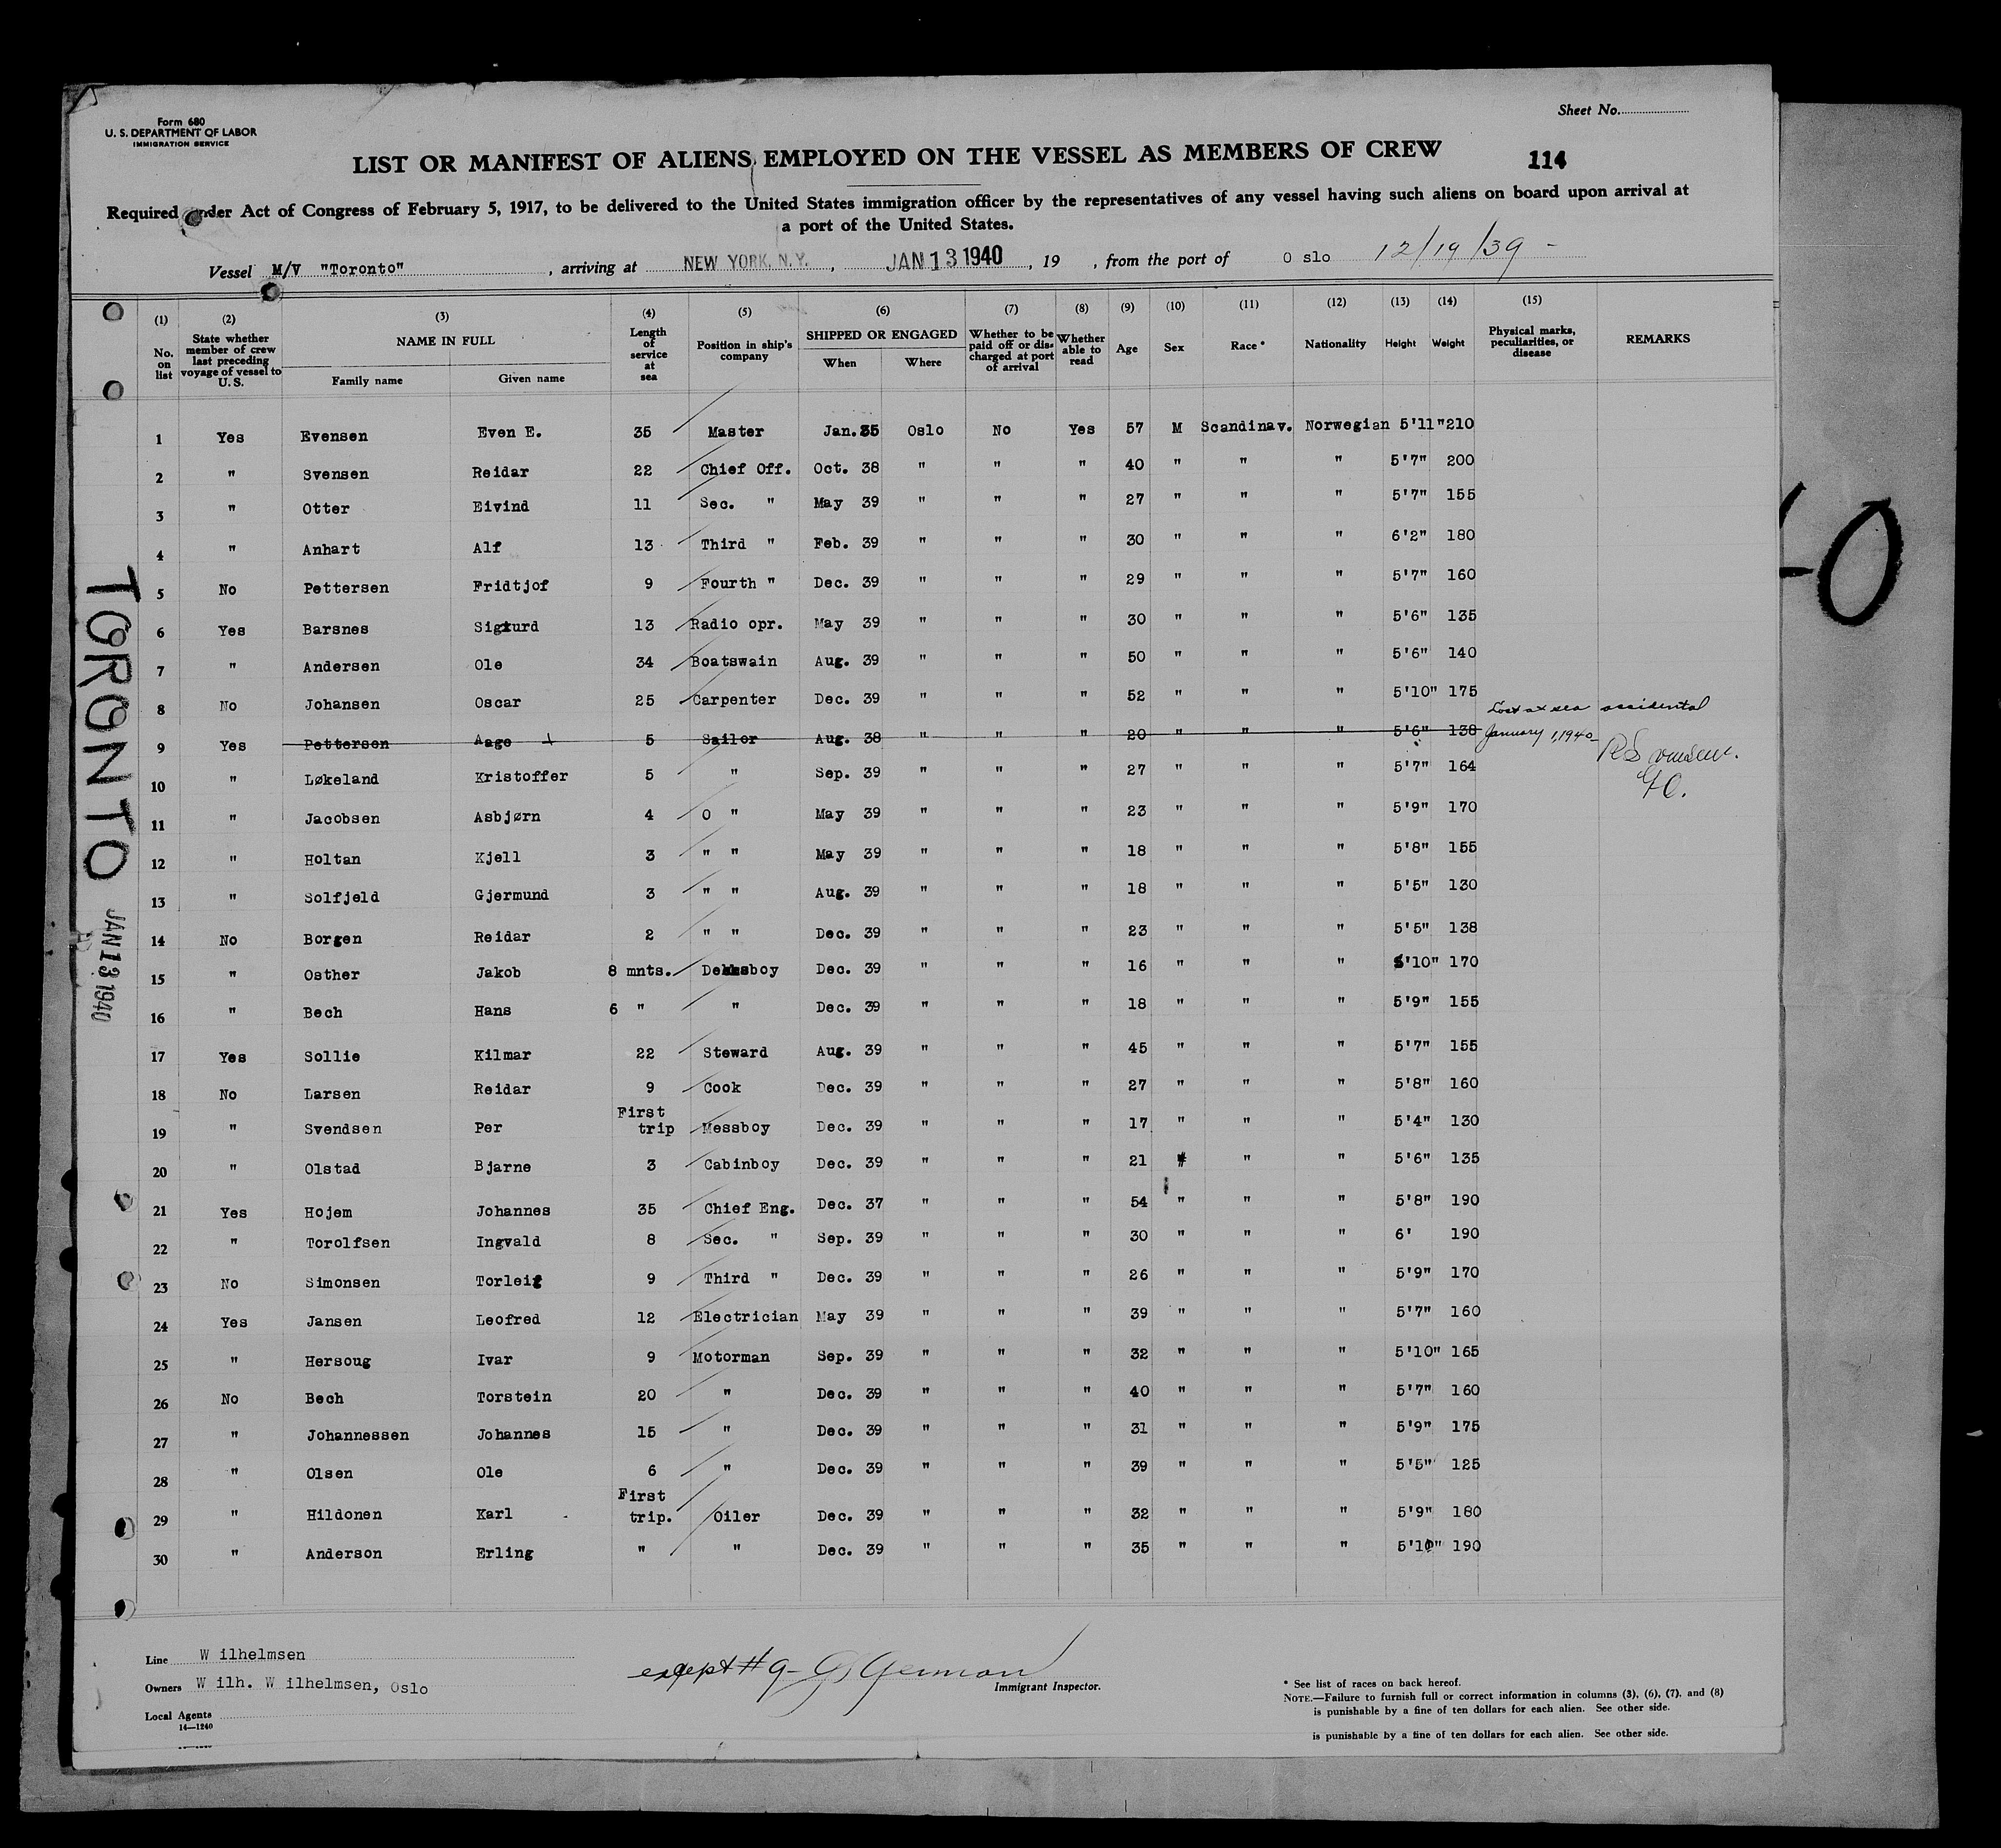 Form 680
U. S. DEPARTMENT OF LABOR
IMMIGRATION SERVICE
Sheet No.
LIST OR MANIFEST OF ALIENS EMPLOYED ON THE VESSEL AS MEMBERS OF CREW
114
Required under Act of Congress of February 5, 1917, to be delivered to the United States immigration officer by the representatives of any vessel having such aliens on board upon arrival at
a port of the United States.
Vessel M/V "Toronto", arriving at NEW YORK, N.Y., JAN 13 1940, 19 , from the port of O slo 12/19/39 -
(1) No. on list (2) State whether member of crew last preceding voyage of vessel to U. S. (3) NAME IN FULL Family name Given name (4) Length of service at sea (5) Position in ship's company (6) SHIPPED OR ENGAGED When Where (7) Whether to be paid off or discharged at port of arrival (8) Whether able to read (9) Age (10) Sex (11) Race * (12) Nationality (13) Height (14) Weight (15) Physical marks, peculiarities, or disease REMARKS
1 Yes Evensen Even E. 35 Master Jan. 35 Oslo No Yes 57 M Scandinav. Norwegian 5'11" 210
2 " Svensen Reidar 22 Chief Off. Oct. 38 " " " 40 " " " 5'7" 200
3 " Otter Eivind 11 Sec. " May 39 " " " 27 " " " 5'7" 155
4 " Anhart Alf 13 Third " Feb. 39 " " " 30 " " " 6'2" 180
5 No Pettersen Fridtjof 9 Fourth " Dec. 39 " " " 29 " " " 5'7" 160
6 Yes Barsnes Sigurd 13 Radio opr. May 39 " " " 30 " " " 5'6" 135
7 " Andersen Ole 34 Boatswain Aug. 39 " " " 50 " " " 5'6" 140
8 No Johansen Oscar 25 Carpenter Dec. 39 " " " 52 " " " 5'10" 175
9 Yes Pettersen Aage 5 Sailor Aug. 38 " " " 20 " " " 5'6" 138 Lost at sea accidental
January 1, 1940
10 " Løkeland Kristoffer 5 " Sep. 39 " " " 27 " " " 5'7" 164
11 " Jacobsen Asbjørn 4 O " May 39 " " " 23 " " " 5'9" 170
12 " Holtan Kjell 3 " " May 39 " " " 18 " " " 5'8" 155
13 " Solfjeld Gjermund 3 " " Aug. 39 " " " 18 " " " 5'5" 130
14 No Borgen Reidar 2 " " Dec. 39 " " " 23 " " " 5'5" 138
15 " Osther Jakob 8 mnts. Deksboy Dec. 39 " " " 16 " " " 5'10" 170
16 " Bech Hans 6 " " Dec. 39 " " " 18 " " " 5'9" 155
17 Yes Sollie Kilmar 22 Steward Aug. 39 " " " 45 " " " 5'7" 155
18 No Larsen Reidar 9 Cook Dec. 39 " " " 27 " " " 5'8" 160
19 " Svendsen Per First trip Messboy Dec. 39 " " " 17 " " " 5'4" 130
20 " Olstad Bjarne 3 Cabinboy Dec. 39 " " " 21 " " " 5'6" 135
21 Yes Hojem Johannes 35 Chief Eng. Dec. 37 " " " 54 " " " 5'8" 190
22 " Torolfsen Ingvald 8 Sec. " Sep. 39 " " " 30 " " " 6' 190
23 No Simonsen Torleif 9 Third " Dec. 39 " " " 26 " " " 5'9" 170
24 Yes Jansen Leofred 12 Electrician May 39 " " " 39 " " " 5'7" 160
25 " Hersoug Ivar 9 Motorman Sep. 39 " " " 32 " " " 5'10" 165
26 No Bech Torstein 20 " Dec. 39 " " " 40 " " " 5'7" 160
27 " Johannessen Johannes 15 " Dec. 39 " " " 31 " " " 5'9" 175
28 " Olsen Ole 6 " Dec. 39 " " " 39 " " " 5'5" 125
29 " Hildonen Karl First trip. Oiler Dec. 39 " " " 32 " " " 5'9" 180
30 " Anderson Erling " " Dec. 39 " " " 35 " " " 5'10" 190
TORONTO JAN 13 1940
Line W ilhelmsen
Owners W ilh. W ilhelmsen, Oslo
Local Agents
14—1240
except #9- G German
Immigrant Inspector.
* See list of races on back hereof.
NOTE.—Failure to furnish full or correct information in columns (3), (6), (7), and (8)
is punishable by a fine of ten dollars for each alien. See other side.
is punishable by a fine of ten dollars for each alien. See other side.